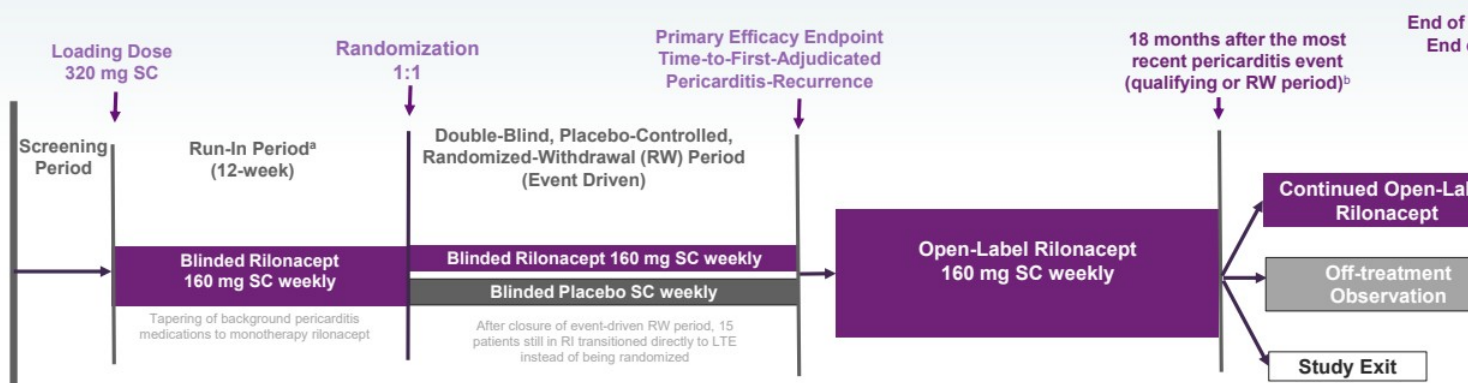 Loading Dose
320 mg SC
Randomization
1:1
Primary Efficacy Endpoint
Time-to-First-Adjudicated
Pericarditis-Recurrence
18 months after the most
recent pericarditis event
(qualifying or RW period)ᵇ
End of
End
Screening
Period
Run-In Periodᵃ
(12-week)
Double-Blind, Placebo-Controlled,
Randomized-Withdrawal (RW) Period
(Event Driven)
Blinded Rilonacept
160 mg SC weekly
Tapering of background pericarditis
medications to monotherapy rilonacept
Blinded Rilonacept 160 mg SC weekly
Blinded Placebo SC weekly
After closure of event-driven RW period, 15
patients still in RI transitioned directly to LTE
instead of being randomized
Open-Label Rilonacept
160 mg SC weekly
Continued Open-La
Rilonacept
Off-treatment
Observation
Study Exit